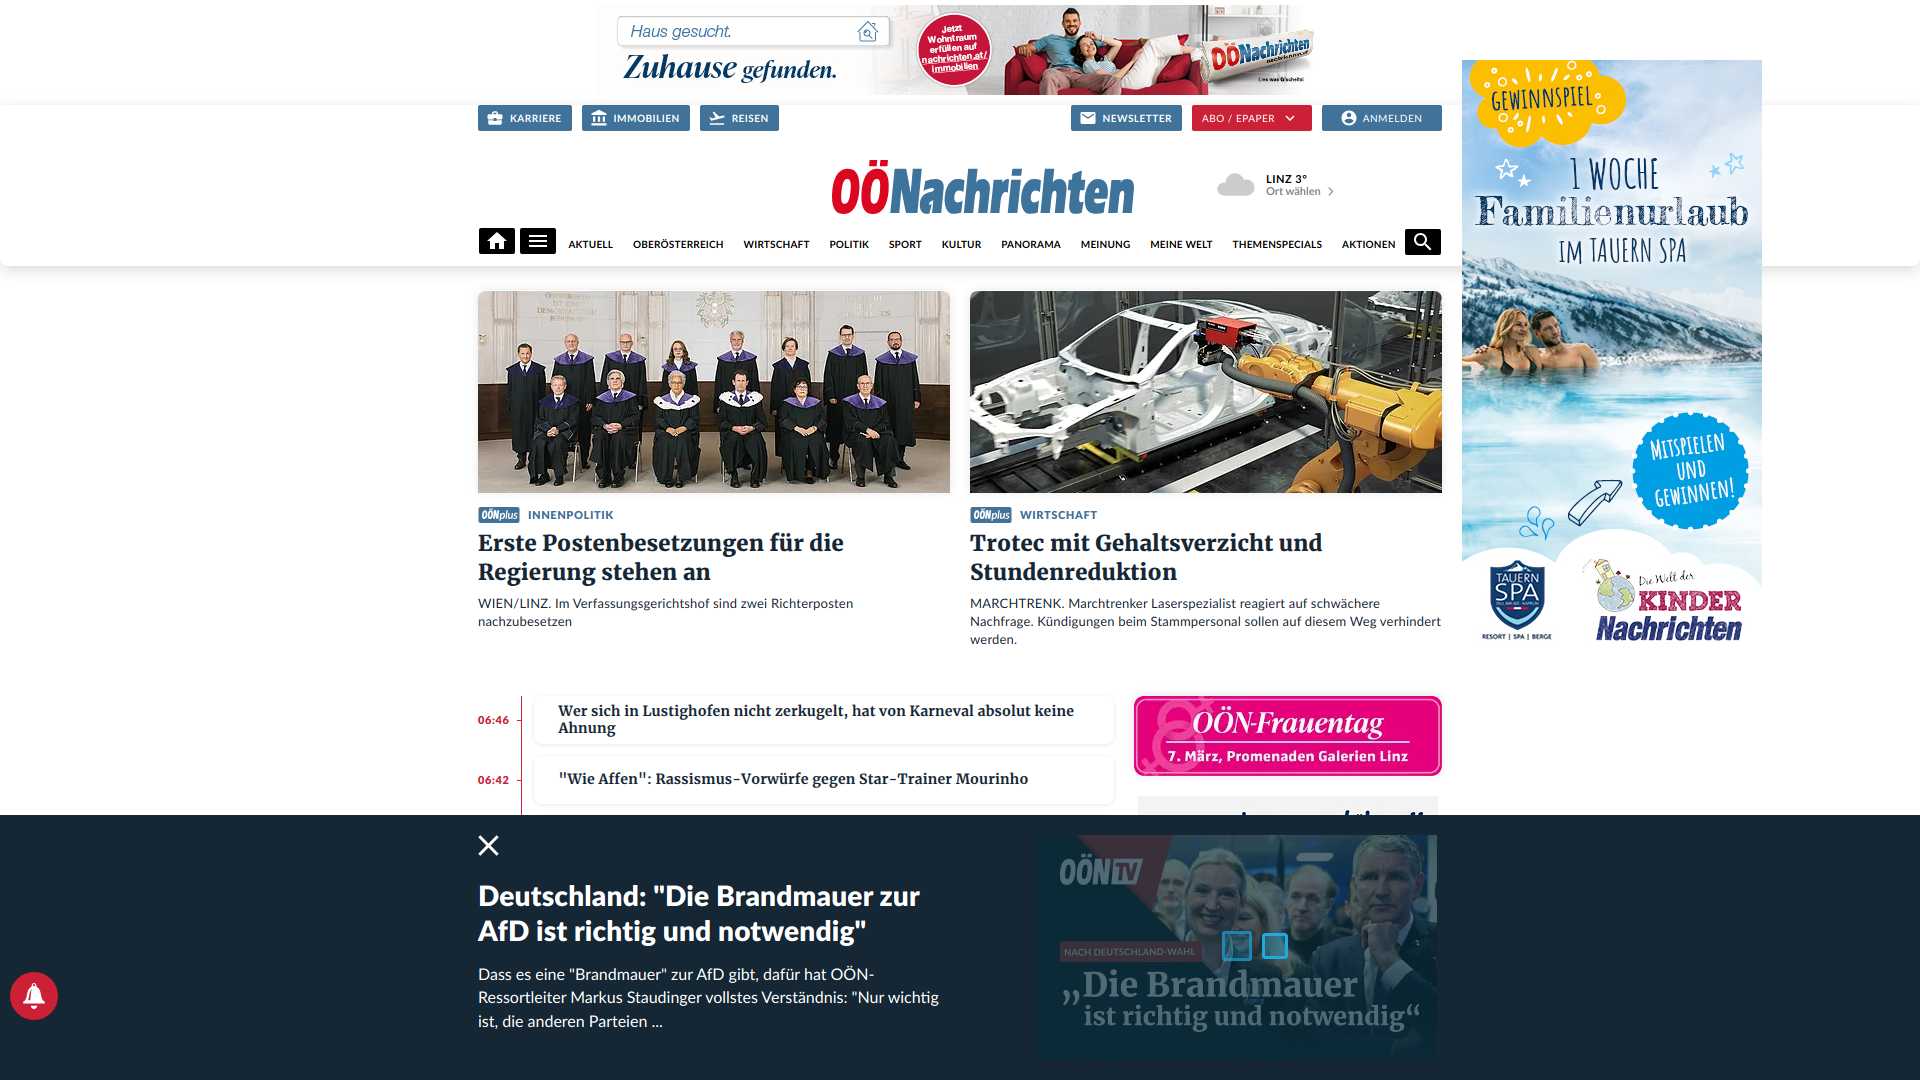 Haus gesucht.
Zuhause gefunden.
Jetzt
Wohntraum
erfüllen auf
nachrichten.at/
immobilien
OÖNachrichten
KARRIERE
IMMOBILIEN
REISEN
NEWSLETTER
ABO / EPAPER
ANMELDEN
OÖNachrichten
LINZ 3°
Ort wählen
AKTUELL
OBERÖSTERREICH
WIRTSCHAFT
POLITIK
SPORT
KULTUR
PANORAMA
MEINUNG
MEINE WELT
THEMENSPECIALS
AKTIONEN
GEWINNSPIEL
1 WOCHE
Familienurlaub
IM TAUERN SPA
MITSPIELEN
UND
GEWINNEN!
TAUERN
SPA
RESORT | SPA | BERGE
Die Welt der
KINDER
Nachrichten
OÖNplus INNENPOLITIK
Erste Postenbesetzungen für die
Regierung stehen an
WIEN/LINZ. Im Verfassungsgerichtshof sind zwei Richterposten
nachzubesetzen
OÖNplus WIRTSCHAFT
Trotec mit Gehaltsverzicht und
Stundenreduktion
MARCHTRENK. Marchtrenker Laserspezialist reagiert auf schwächere
Nachfrage. Kündigungen beim Stammpersonal sollen auf diesem Weg verhindert
werden.
06:46
Wer sich in Lustighofen nicht zerkugelt, hat von Karneval absolut keine
Ahnung
06:42
"Wie Affen": Rassismus-Vorwürfe gegen Star-Trainer Mourinho
OÖN-Frauentag
7. März, Promenaden Galerien Linz
Deutschland: "Die Brandmauer zur
AfD ist richtig und notwendig"
Dass es eine "Brandmauer" zur AfD gibt, dafür hat OÖN-
Ressortleiter Markus Staudinger vollstes Verständnis: "Nur wichtig
ist, die anderen Parteien ...
OÖN TV
NACH DEUTSCHLAND-WAHL
„Die Brandmauer
ist richtig und notwendig“